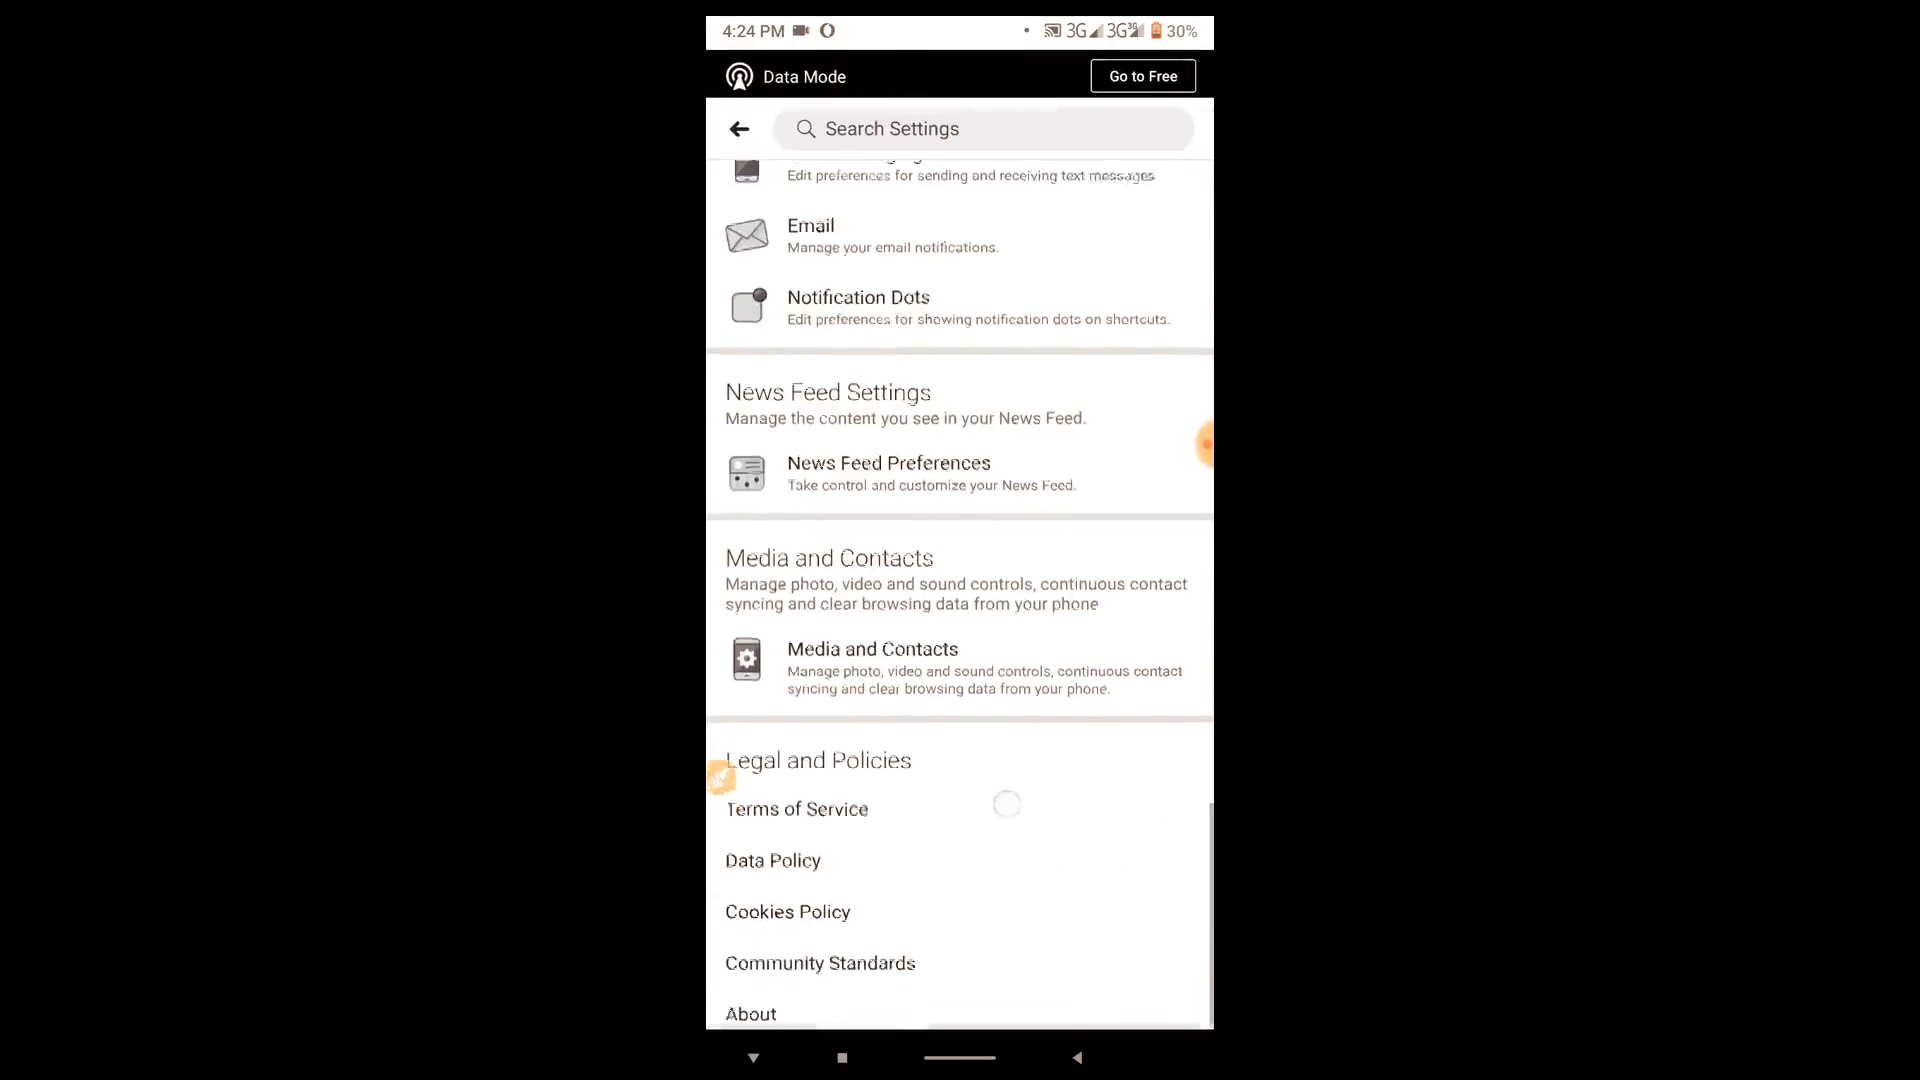 4:24 PM 3G 3G 3G 30%
Data Mode Go to Free
Search Settings
Edit preferences for sending and receiving text messages.
Email
Manage your email notifications.
Notification Dots
Edit preferences for showing notification dots on shortcuts.
News Feed Settings
Manage the content you see in your News Feed.
News Feed Preferences
Take control and customize your News Feed.
Media and Contacts
Manage photo, video and sound controls, continuous contact
syncing and clear browsing data from your phone
Media and Contacts
Manage photo, video and sound controls, continuous contact
syncing and clear browsing data from your phone.
Legal and Policies
Terms of Service
Data Policy
Cookies Policy
Community Standards
About